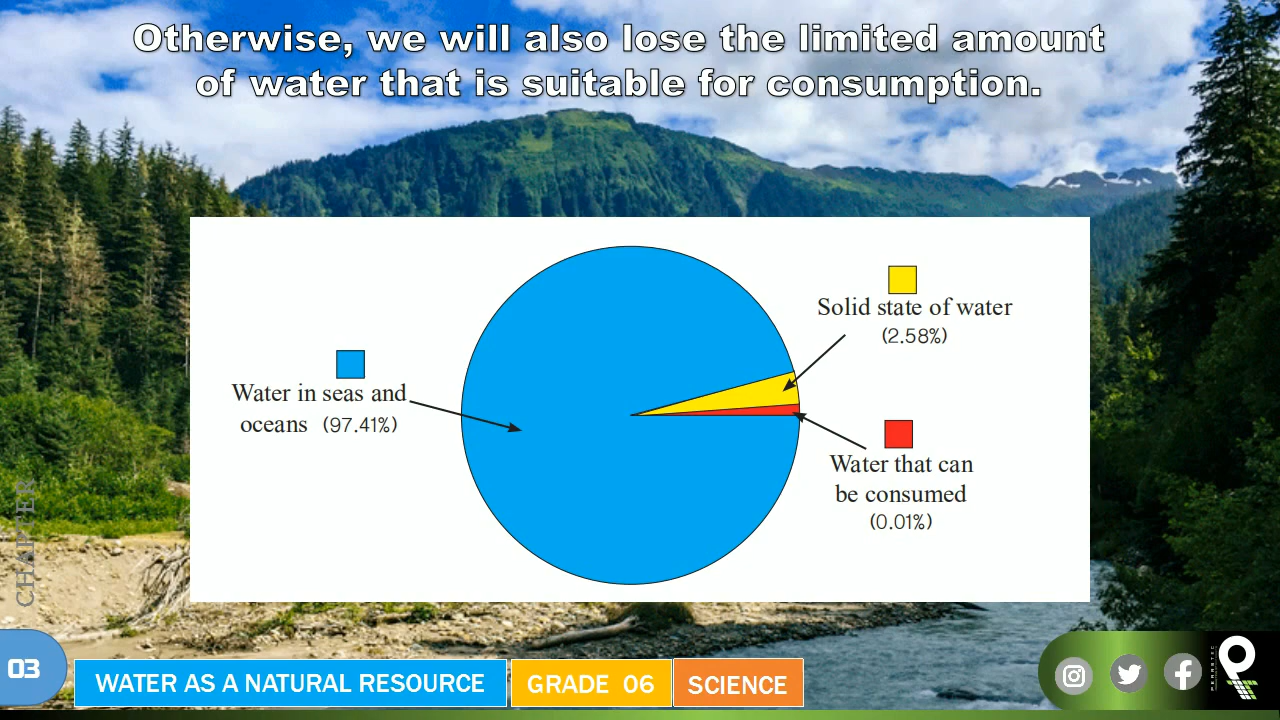 Otherwise, we will also lose the limited amount
of water that is suitable for consumption.
Water in seas and
oceans (97.41%)
Solid state of water
(2.58%)
Water that can
be consumed
(0.01%)
CHAPTER
03
WATER AS A NATURAL RESOURCE
GRADE 06
SCIENCE